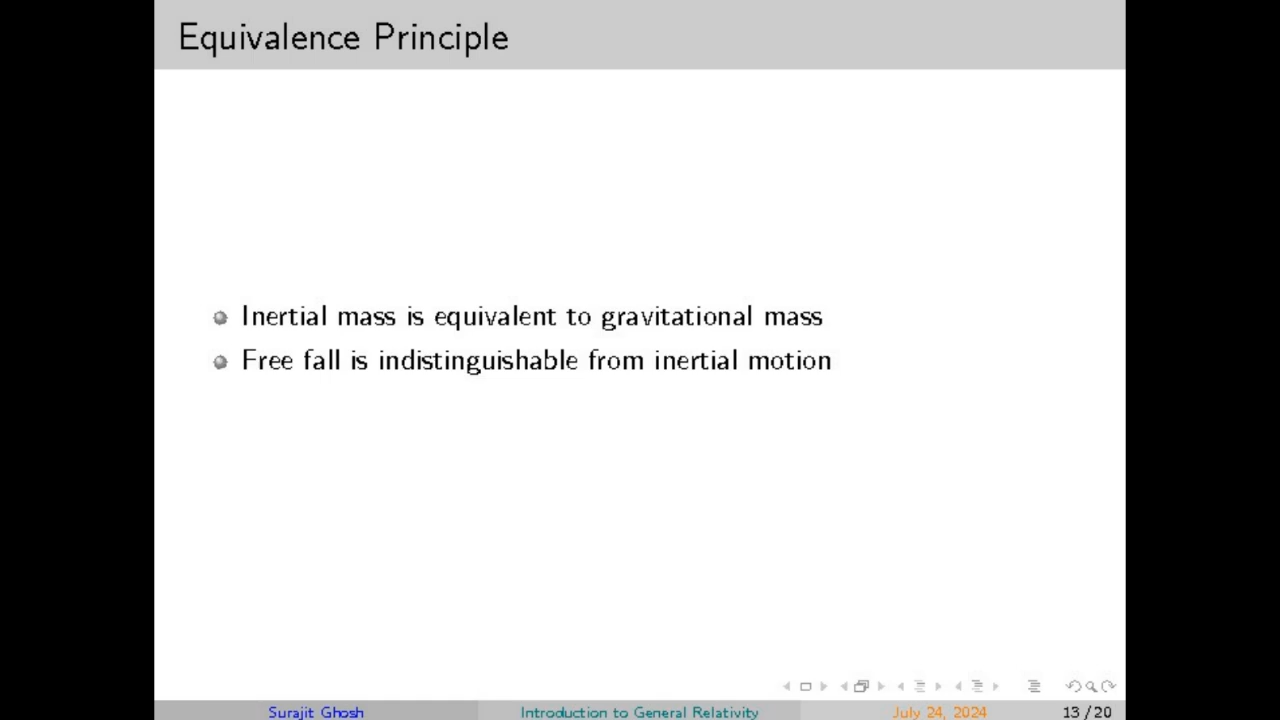 Equivalence Principle
Inertial mass is equivalent to gravitational mass
Free fall is indistinguishable from inertial motion
Surajit Ghosh Introduction to General Relativity July 24, 2024 13/20